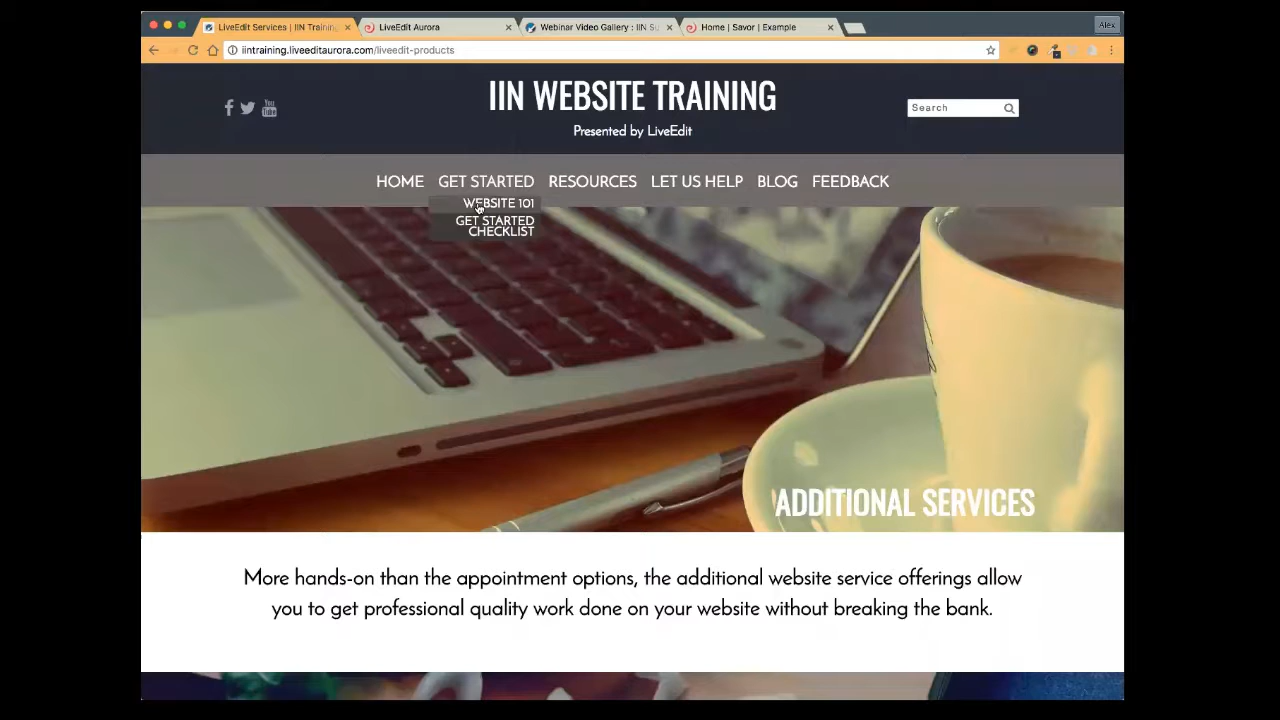 LiveEdit Services | IIN Training
LiveEdit Aurora
Webinar Video Gallery : IIN Su
Home | Savor | Example
Alex
iintraining.liveeditaurora.com/liveedit-products
IIN WEBSITE TRAINING
Presented by LiveEdit
You
Tube
Search
HOME GET STARTED RESOURCES LET US HELP BLOG FEEDBACK
WEBSITE 101
GET STARTED
CHECKLIST
ADDITIONAL SERVICES
More hands-on than the appointment options, the additional website service offerings allow
you to get professional quality work done on your website without breaking the bank.